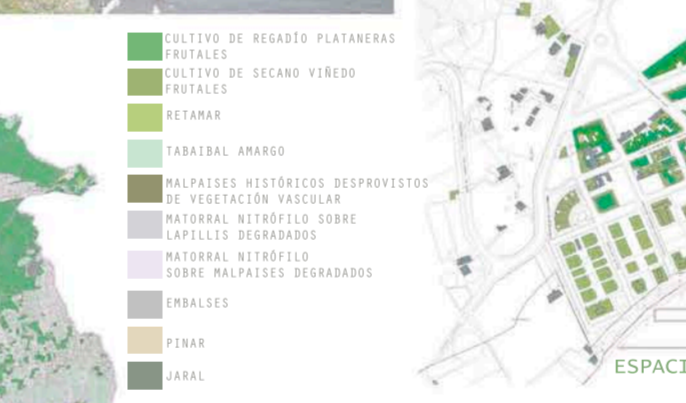 CULTIVO DE REGADÍO PLATANERAS
FRUTALES
CULTIVO DE SECANO VIÑEDO
FRUTALES
RETAMAR
TABAIBAL AMARGO
MALPAISES HISTÓRICOS DESPROVISTOS
DE VEGETACIÓN VASCULAR
MATORRAL NITRÓFILO SOBRE
LAPILLIS DEGRADADOS
MATORRAL NITRÓFILO
SOBRE MALPAISES DEGRADADOS
EMBALSES
PINAR
JARAL
ESPACI